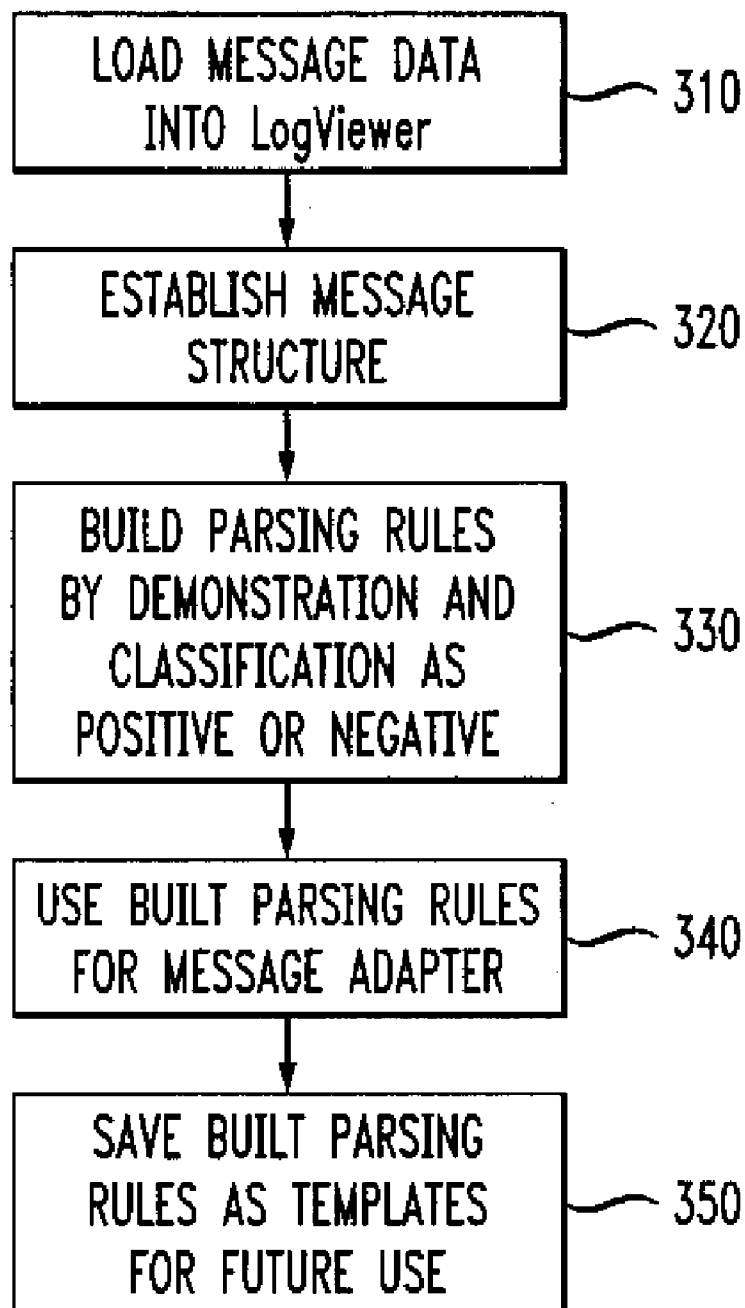 LOAD MESSAGE DATA
INTO LogViewer
310
ESTABLISH MESSAGE
STRUCTURE
320
BUILD PARSING RULES
BY DEMONSTRATION AND
CLASSIFICATION AS
POSITIVE OR NEGATIVE
330
USE BUILT PARSING RULES
FOR MESSAGE ADAPTER
340
SAVE BUILT PARSING
RULES AS TEMPLATES
FOR FUTURE USE
350